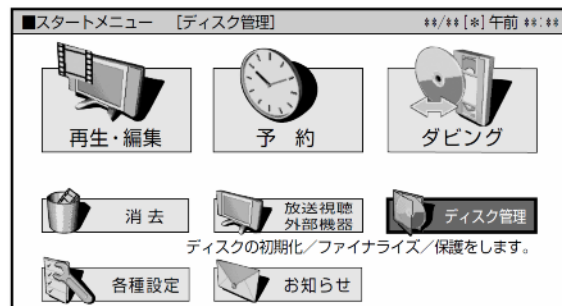 ■スタートメニュー ［ディスク管理］ **/**[*]午前**:**
再生・編集 予 約 ダビング
消 去 放送視聴 外部機器 ディスク管理
ディスクの初期化／ファイナライズ／保護をします。
各種設定 お知らせ